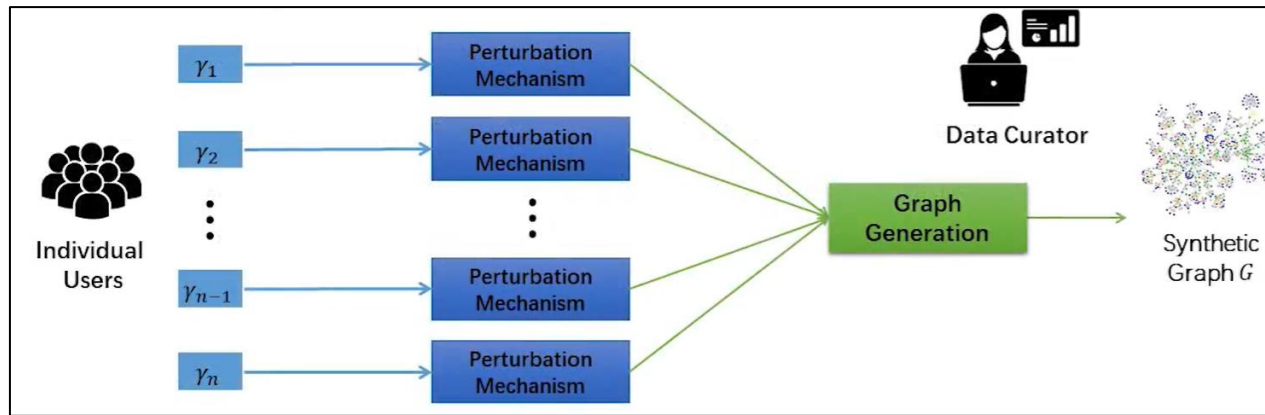 γ₁
Perturbation
Mechanism
γ₂
Perturbation
Mechanism
Individual
Users
γₙ₋₁
Perturbation
Mechanism
γₙ
Perturbation
Mechanism
Data Curator
Graph
Generation
Synthetic
Graph G